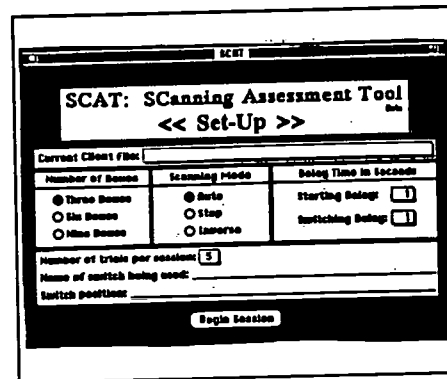 SCAT
SCAT: SCanning Assessment Tool
Beta
<< Set-Up >>
Current Client File:
Number of Boxes Scanning Mode Delay Time in Seconds
Three Boxes Auto Starting Delay: 1
Six Boxes Step Switching Delay: 1
Nine Boxes Inverse
Number of trials per session: 5
Name of switch being used:
Switch position:
Begin Session